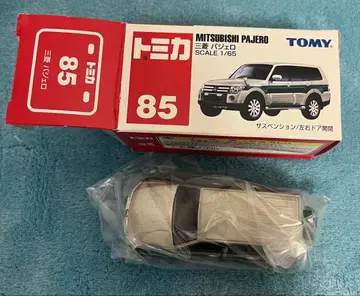 トミカ
85
三菱 パジェロ
トミカ
85
MITSUBISHI PAJERO
三菱 パジェロ
SCALE 1/65
TOMY
サスペンション/左右ドア開閉